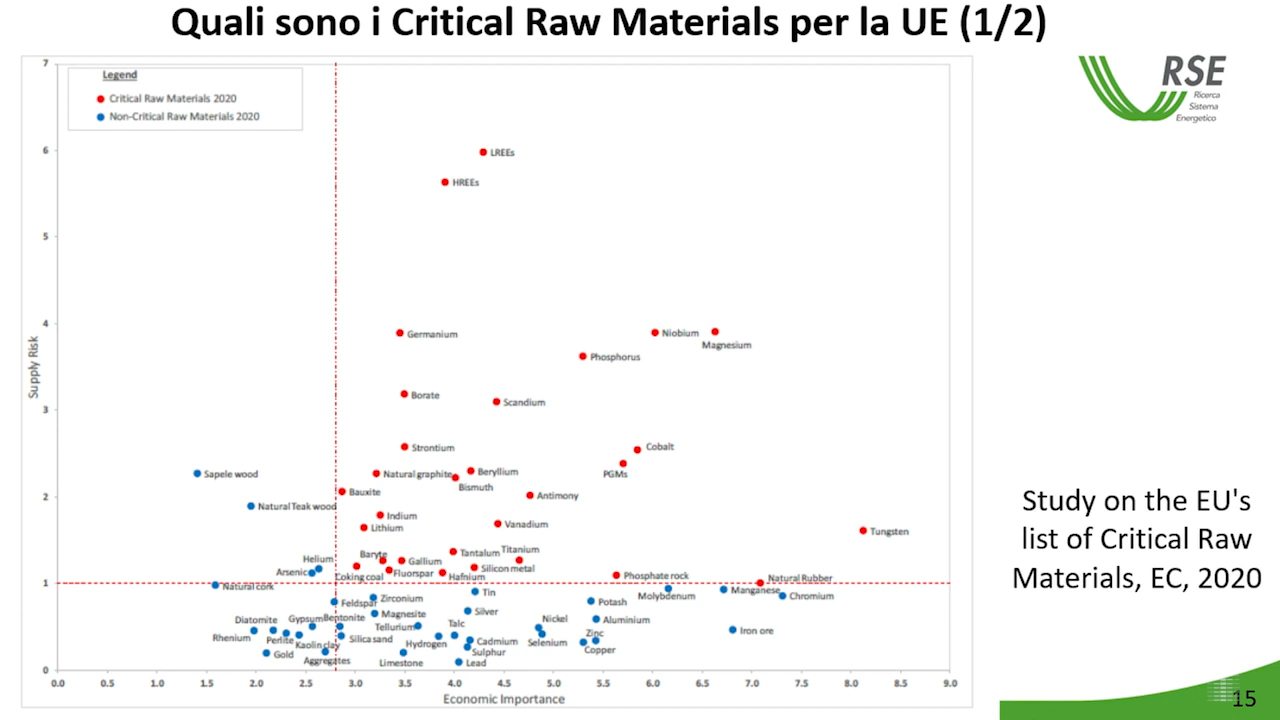 Quali sono i Critical Raw Materials per la UE (1/2)
RSE
Ricerca
Sistema
Energetico
Legend
Critical Raw Materials 2020
Non-Critical Raw Materials 2020
7
6
5
4
3
2
1
0
Supply Risk
LREEs
HREEs
Germanium
Niobium
Magnesium
Phosphorus
Borate
Scandium
Strontium
Cobalt
PGMs
Sapele wood
Natural graphite
Beryllium
Bismuth
Natural Teak wood
Bauxite
Antimony
Indium
Lithium
Vanadium
Tungsten
Helium
Arsenic
Baryte
Gallium
Tantalum
Titanium
Coking coal
Fluorspar
Hafnium
Silicon metal
Phosphate rock
Natural Rubber
Natural cork
Molybdenum
Manganese
Chromium
Feldspar
Zirconium
Tin
Potash
Diatomite
Gypsum
Bentonite
Magnesite
Silver
Nickel
Aluminium
Rhenium
Perlite
Kaolin clay
Silica sand
Tellurium
Hydrogen
Talc
Cadmium
Sulphur
Selenium
Zinc
Copper
Iron ore
Gold
Aggregates
Limestone
Lead
0.0 0.5 1.0 1.5 2.0 2.5 3.0 3.5 4.0 4.5 5.0 5.5 6.0 6.5 7.0 7.5 8.0 8.5 9.0
Economic Importance
Study on the EU's
list of Critical Raw
Materials, EC, 2020
15